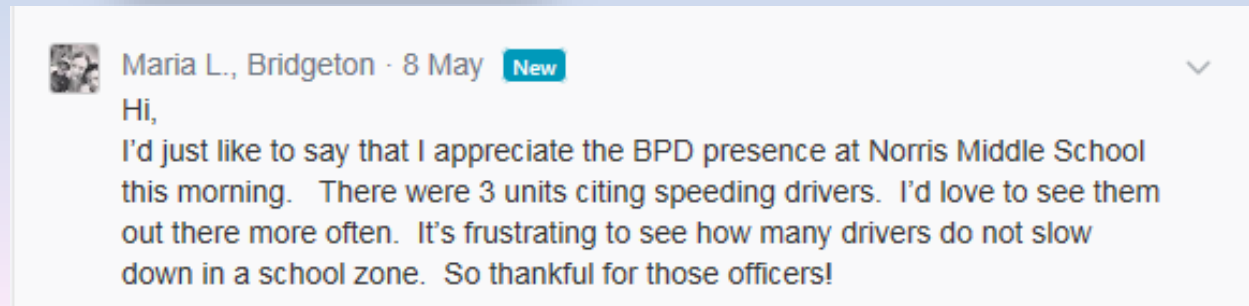 Maria L., Bridgeton · 8 May New
Hi,
I'd just like to say that I appreciate the BPD presence at Norris Middle School
this morning.   There were 3 units citing speeding drivers.  I'd love to see them
out there more often.  It's frustrating to see how many drivers do not slow
down in a school zone.  So thankful for those officers!